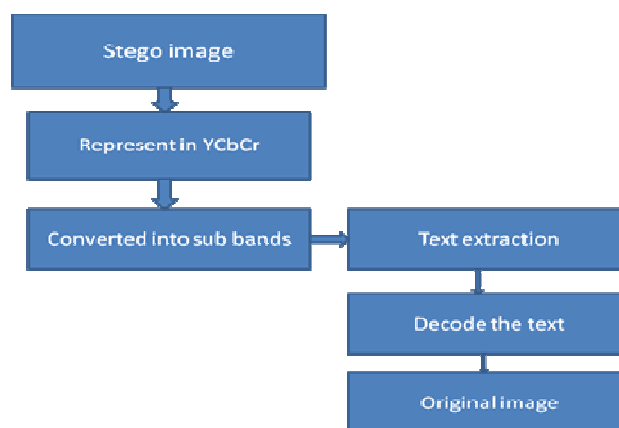 Stego image
Represent in YCbCr
Converted into sub bands
Text extraction
Decode the text
Original image